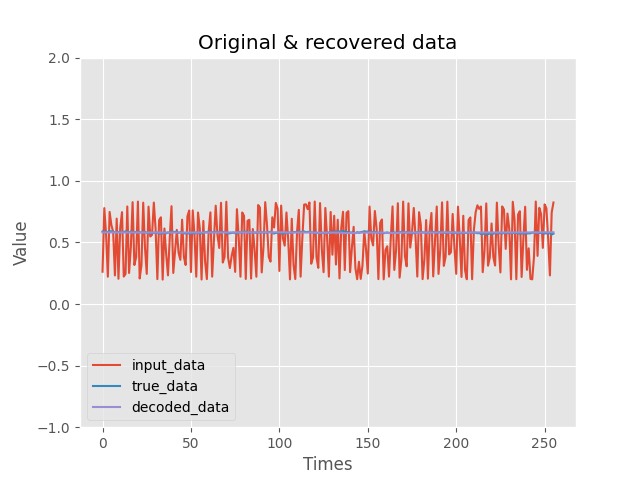 Original & recovered data
2.0
1.5
1.0
0.5
0.0
−0.5
−1.0
Value
input_data
true_data
decoded_data
0 50 100 150 200 250
Times